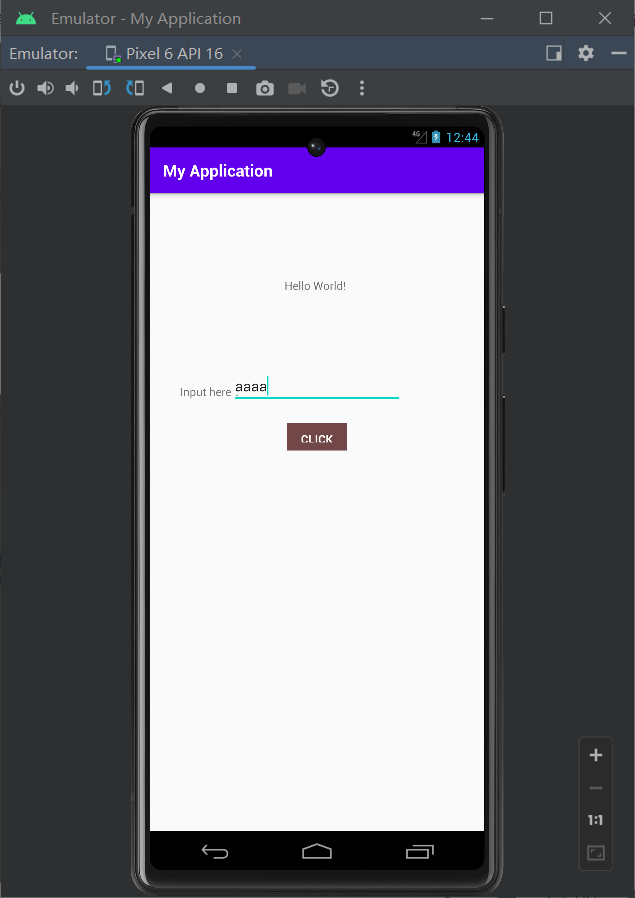 Emulator - My Application
Emulator: Pixel 6 API 16
4G 12:44
My Application
Hello World!
Input here aaaa
CLICK
1:1